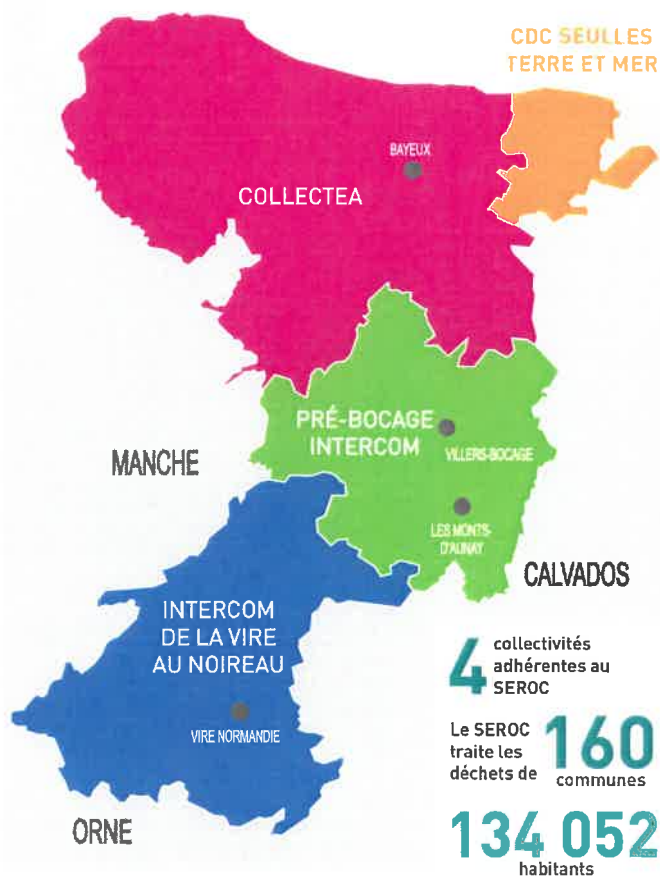 CDC SEULLES
TERRE ET MER
BAYEUX
COLLECTEA
PRÉ-BOCAGE
INTERCOM
VILLERS-BOCAGE
MANCHE
LES MONTS-
D'AUNAY
CALVADOS
INTERCOM
DE LA VIRE
AU NOIREAU
VIRE NORMANDIE
ORNE
4 collectivités
adhérentes au
SEROC
Le SEROC
traite les
déchets de
160
communes
134 052
habitants